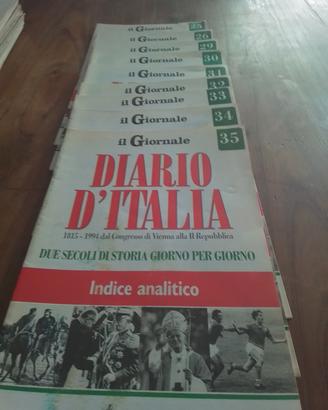 il Giornale 25
il Giornale 26
il Giornale 29
il Giornale 30
il Giornale 31
il Giornale 32
il Giornale 33
il Giornale 34
il Giornale 35
DIARIO
D'ITALIA
1815 - 1994 dal Congresso di Vienna alla II Repubblica
DUE SECOLI DI STORIA GIORNO PER GIORNO
Indice analitico